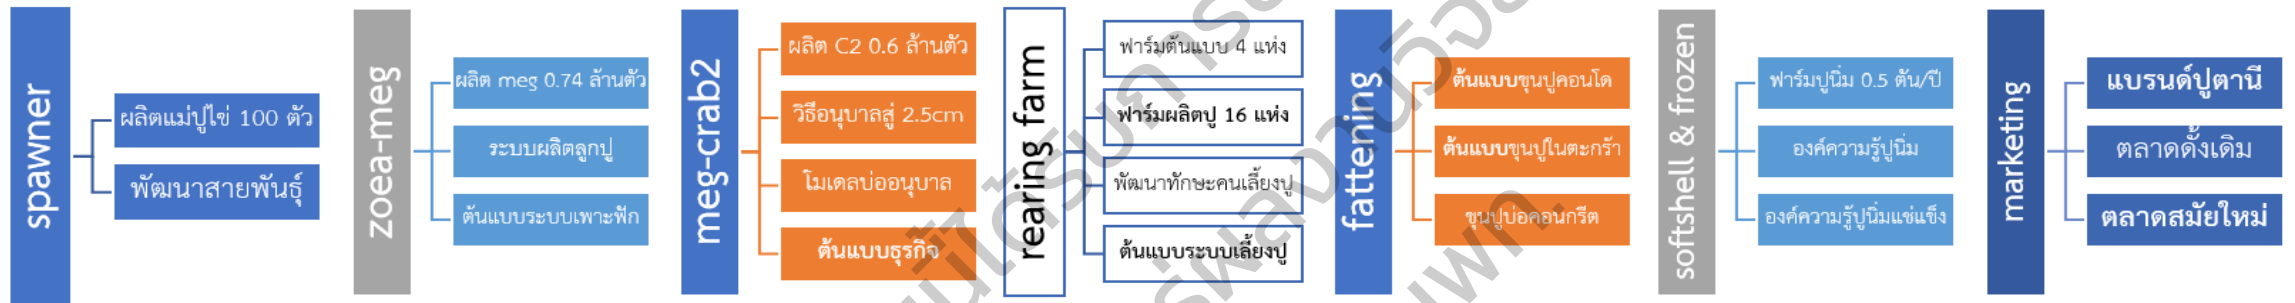 spawner
ผลิตแม่ปูไข่ 100 ตัว
พัฒนาสายพันธุ์
zoea-meg
ผลิต meg 0.74 ล้านตัว
ระบบผลิตลูกปู
ต้นแบบระบบเพาะฟัก
meg-crab2
ผลิต C2 0.6 ล้านตัว
วิธีอนุบาลสู่ 2.5cm
โมเดลบ่ออนุบาล
ต้นแบบธุรกิจ
rearing farm
ฟาร์มต้นแบบ 4 แห่ง
ฟาร์มผลิตปู 16 แห่ง
พัฒนาทักษะคนเลี้ยงปู
ต้นแบบระบบเลี้ยงปู
fattening
ต้นแบบขุนปูคอนโด
ต้นแบบขุนปูในตะกร้า
ขุนปูบ่อคอนกรีต
softshell & frozen
ฟาร์มปูนิ่ม 0.5 ตัน/ปี
องค์ความรู้ปูนิ่ม
องค์ความรู้ปูนิ่มแช่แข็ง
marketing
แบรนด์ปูตานี
ตลาดดั้งเดิม
ตลาดสมัยใหม่